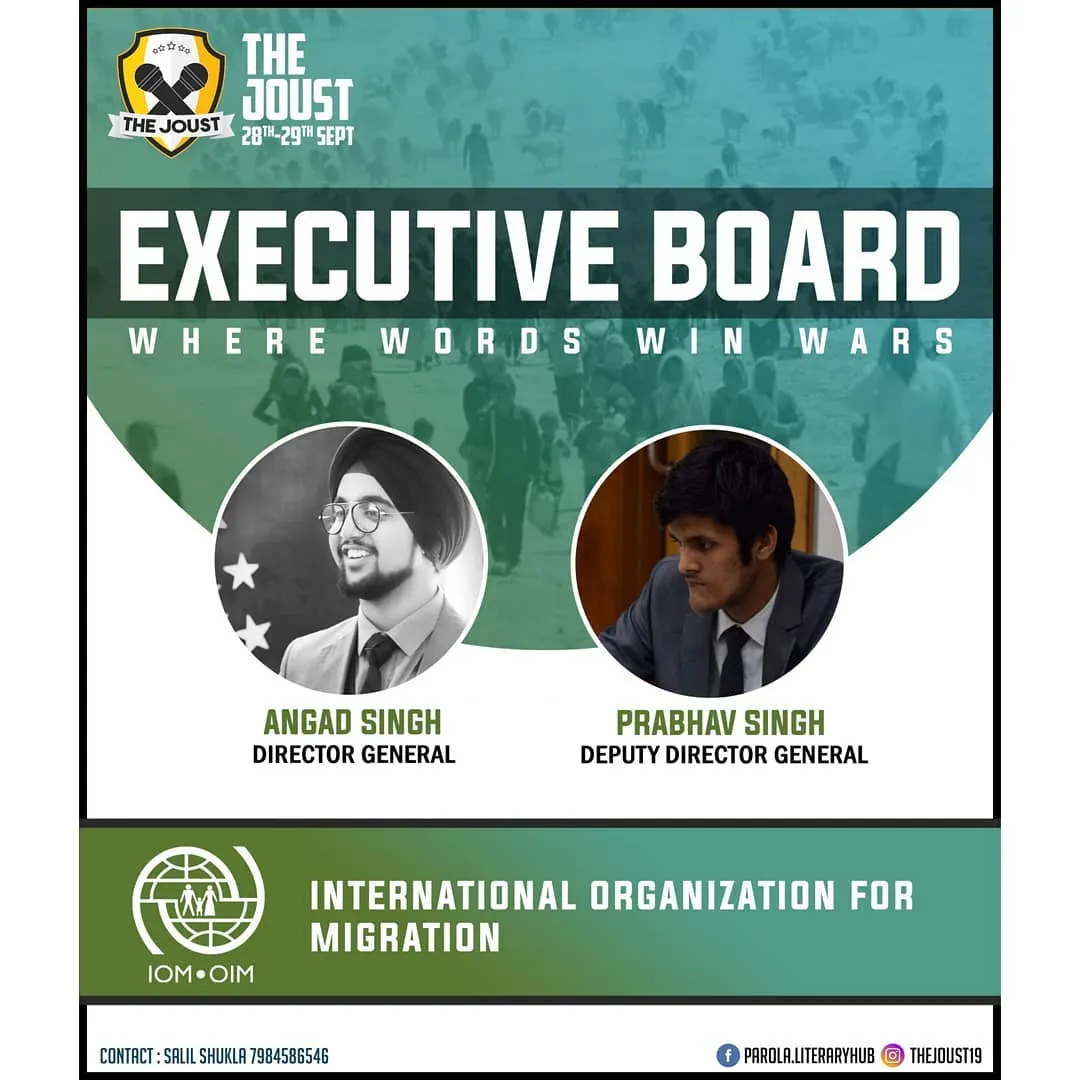 THE JOUST
THE
JOUST
28TH-29TH SEPT
EXECUTIVE BOARD
WHERE WORDS WIN WARS
ANGAD SINGH
DIRECTOR GENERAL
PRABHAV SINGH
DEPUTY DIRECTOR GENERAL
INTERNATIONAL ORGANIZATION FOR
MIGRATION
IOM•OIM
CONTACT : SALIL SHUKLA 7984586546
PAROLA.LITERARYHUB THEJOUST19